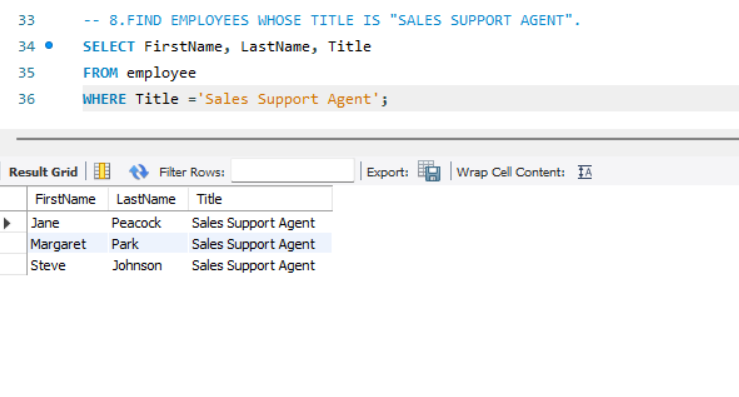 33 -- 8.FIND EMPLOYEES WHOSE TITLE IS "SALES SUPPORT AGENT".
34 SELECT FirstName, LastName, Title
35 FROM employee
36 WHERE Title ='Sales Support Agent';
Result Grid Filter Rows: Export: Wrap Cell Content: IA
FirstName LastName Title
Jane Peacock Sales Support Agent
Margaret Park Sales Support Agent
Steve Johnson Sales Support Agent